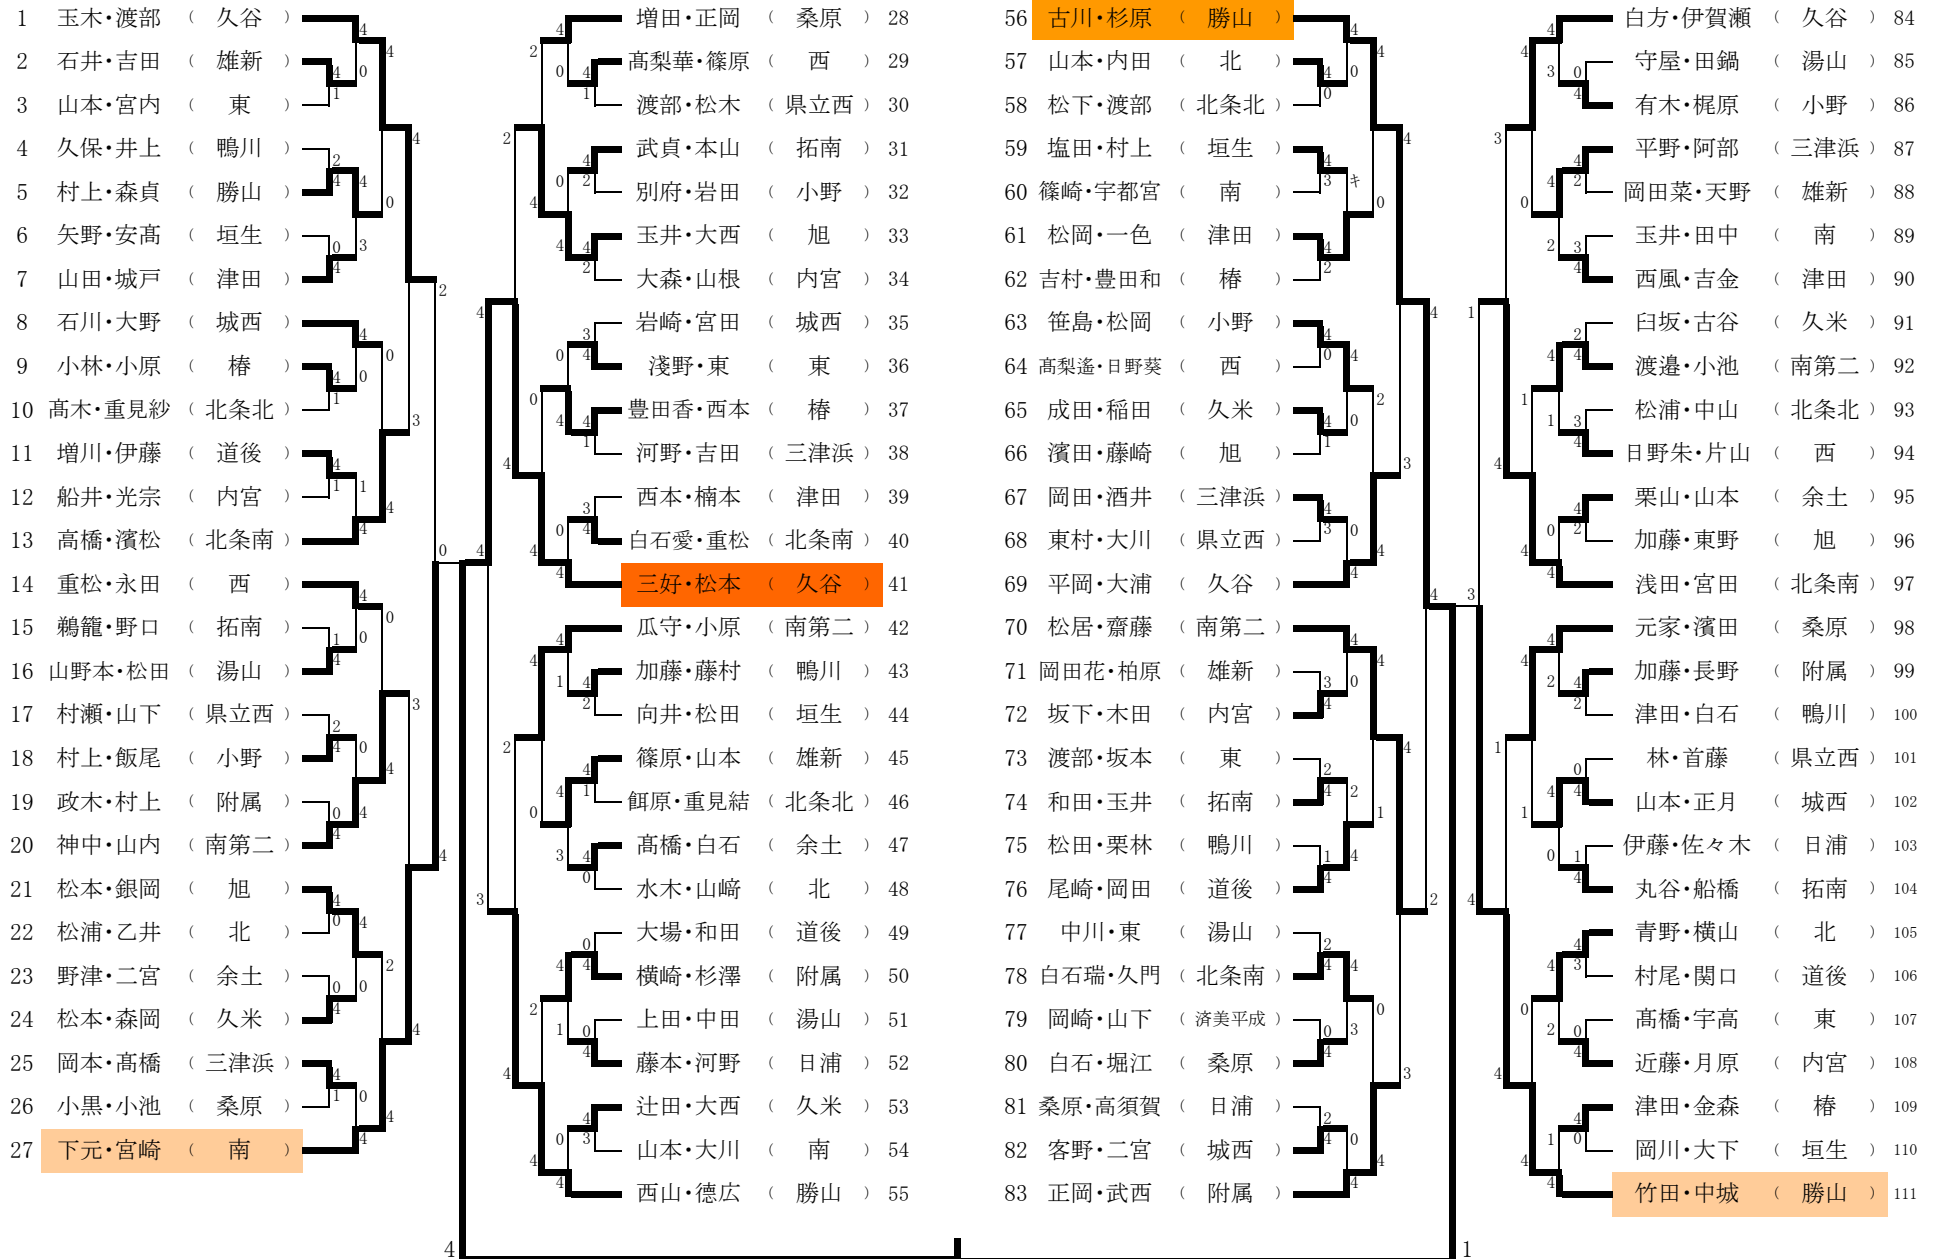 1 玉木・渡部 （ 久谷 ）
2 石井・吉田 （ 雄新 ）
3 山本・宮内 （ 東 ）
4 久保・井上 （ 鴨川 ）
5 村上・森貞 （ 勝山 ）
6 矢野・安髙 （ 垣生 ）
7 山田・城戸 （ 津田 ）
8 石川・大野 （ 城西 ）
9 小林・小原 （ 椿 ）
10 髙木・重見紗 （ 北条北 ）
11 増川・伊藤 （ 道後 ）
12 船井・光宗 （ 内宮 ）
13 高橋・濱松 （ 北条南 ）
14 重松・永田 （ 西 ）
15 鵜籠・野口 （ 拓南 ）
16 山野本・松田 （ 湯山 ）
17 村瀬・山下 （ 県立西 ）
18 村上・飯尾 （ 小野 ）
19 政木・村上 （ 附属 ）
20 神中・山内 （ 南第二 ）
21 松本・銀岡 （ 旭 ）
22 松浦・乙井 （ 北 ）
23 野津・二宮 （ 余土 ）
24 松本・森岡 （ 久米 ）
25 岡本・髙橋 （ 三津浜 ）
26 小黒・小池 （ 桑原 ）
27 下元・宮崎 （ 南 ）
増田・正岡 （ 桑原 ） 28
髙梨華・篠原 （ 西 ） 29
渡部・松木 （ 県立西 ） 30
武貞・本山 （ 拓南 ） 31
別府・岩田 （ 小野 ） 32
玉井・大西 （ 旭 ） 33
大森・山根 （ 内宮 ） 34
岩崎・宮田 （ 城西 ） 35
淺野・東 （ 東 ） 36
豊田香・西本 （ 椿 ） 37
河野・吉田 （ 三津浜 ） 38
西本・楠本 （ 津田 ） 39
白石愛・重松 （ 北条南 ） 40
三好・松本 （ 久谷 ） 41
瓜守・小原 （ 南第二 ） 42
加藤・藤村 （ 鴨川 ） 43
向井・松田 （ 垣生 ） 44
篠原・山本 （ 雄新 ） 45
餌原・重見結 （ 北条北 ） 46
髙橋・白石 （ 余土 ） 47
水木・山﨑 （ 北 ） 48
大場・和田 （ 道後 ） 49
横崎・杉澤 （ 附属 ） 50
上田・中田 （ 湯山 ） 51
藤本・河野 （ 日浦 ） 52
辻田・大西 （ 久米 ） 53
山本・大川 （ 南 ） 54
西山・德広 （ 勝山 ） 55
56 古川・杉原 （ 勝山 ）
57 山本・内田 （ 北 ）
58 松下・渡部 （ 北条北 ）
59 塩田・村上 （ 垣生 ）
60 篠崎・宇都宮 （ 南 ）
61 松岡・一色 （ 津田 ）
62 吉村・豊田和 （ 椿 ）
63 笹島・松岡 （ 小野 ）
64 髙梨遙・日野葵 （ 西 ）
65 成田・稲田 （ 久米 ）
66 濱田・藤崎 （ 旭 ）
67 岡田・酒井 （ 三津浜 ）
68 東村・大川 （ 県立西 ）
69 平岡・大浦 （ 久谷 ）
70 松居・齋藤 （ 南第二 ）
71 岡田花・柏原 （ 雄新 ）
72 坂下・木田 （ 内宮 ）
73 渡部・坂本 （ 東 ）
74 和田・玉井 （ 拓南 ）
75 松田・栗林 （ 鴨川 ）
76 尾崎・岡田 （ 道後 ）
77 中川・東 （ 湯山 ）
78 白石瑞・久門 （ 北条南 ）
79 岡崎・山下 （ 済美平成 ）
80 白石・堀江 （ 桑原 ）
81 桑原・高須賀 （ 日浦 ）
82 客野・二宮 （ 城西 ）
83 正岡・武西 （ 附属 ）
白方・伊賀瀬 （ 久谷 ） 84
守屋・田鍋 （ 湯山 ） 85
有木・梶原 （ 小野 ） 86
平野・阿部 （ 三津浜 ） 87
岡田菜・天野 （ 雄新 ） 88
玉井・田中 （ 南 ） 89
西風・吉金 （ 津田 ） 90
臼坂・古谷 （ 久米 ） 91
渡邉・小池 （ 南第二 ） 92
松浦・中山 （ 北条北 ） 93
日野朱・片山 （ 西 ） 94
栗山・山本 （ 余土 ） 95
加藤・東野 （ 旭 ） 96
浅田・宮田 （ 北条南 ） 97
元家・濱田 （ 桑原 ） 98
加藤・長野 （ 附属 ） 99
津田・白石 （ 鴨川 ） 100
林・首藤 （ 県立西 ） 101
山本・正月 （ 城西 ） 102
伊藤・佐々木 （ 日浦 ） 103
丸谷・船橋 （ 拓南 ） 104
青野・横山 （ 北 ） 105
村尾・関口 （ 道後 ） 106
髙橋・宇高 （ 東 ） 107
近藤・月原 （ 内宮 ） 108
津田・金森 （ 椿 ） 109
岡川・大下 （ 垣生 ） 110
竹田・中城 （ 勝山 ） 111
4 1